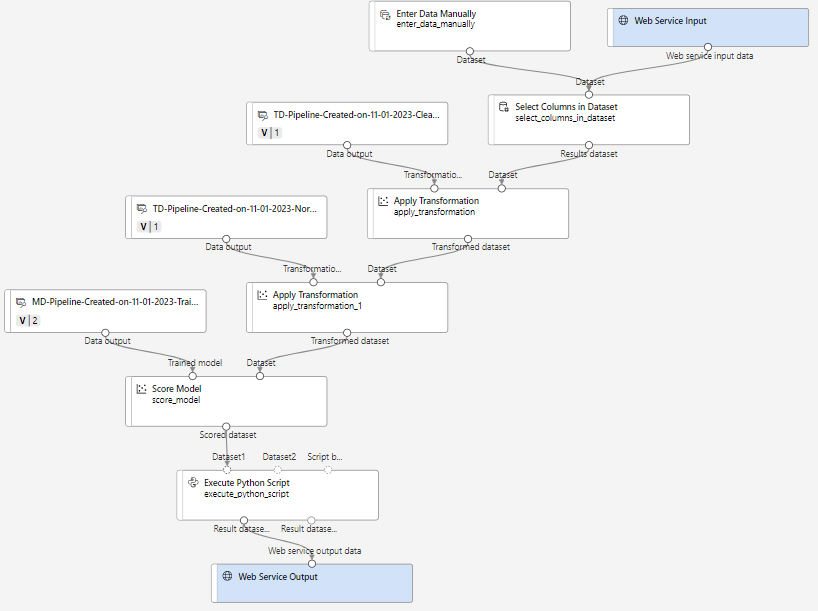 Enter Data Manually
enter_data_manually
Web Service Input
Dataset
Web service input data
Dataset
Select Columns in Dataset
select_columns_in_dataset
TD-Pipeline-Created-on-11-01-2023-Clea...
V | 1
Data output
Results dataset
Transformatio...
Dataset
Apply Transformation
apply_transformation
TD-Pipeline-Created-on-11-01-2023-Nor...
V | 1
Data output
Transformed dataset
Transformatio...
Dataset
Apply Transformation
apply_transformation_1
MD-Pipeline-Created-on-11-01-2023-Trai...
V | 2
Data output
Transformed dataset
Trained model
Dataset
Score Model
score_model
Scored dataset
Dataset1
Dataset2
Script b...
Execute Python Script
execute_python_script
Result datase...
Result datase...
Web service output data
Web Service Output